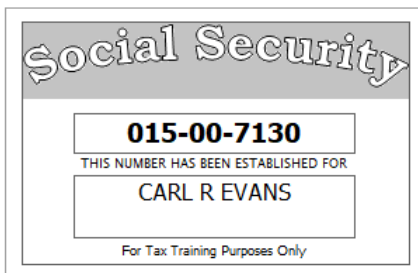 Social Security
015-00-7130
THIS NUMBER HAS BEEN ESTABLISHED FOR
CARL R EVANS
For Tax Training Purposes Only